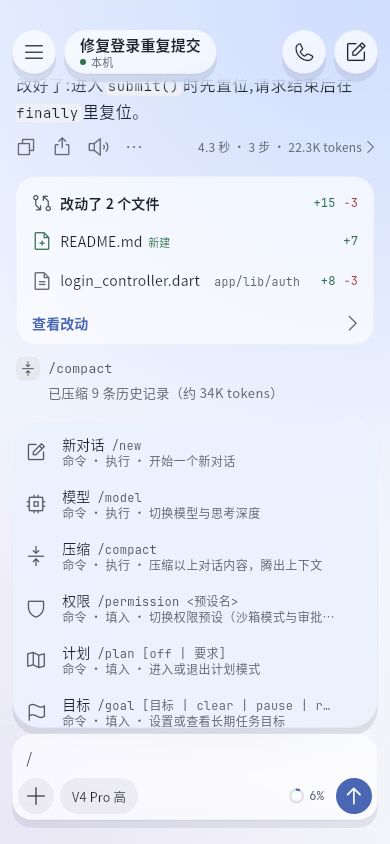 修复登录重复提交
本机
改好了:进入 submit() 时先置位,请求结束后在
finally 里复位。
4.3 秒 · 3 步 · 22.3K tokens
改动了 2 个文件 +15 -3
README.md 新建 +7
login_controller.dart app/lib/auth +8 -3
查看改动
/compact
已压缩 9 条历史记录（约 34K tokens）
新对话 /new
命令 · 执行 · 开始一个新对话
模型 /model
命令 · 执行 · 切换模型与思考深度
压缩 /compact
命令 · 执行 · 压缩以上对话内容，腾出上下文
权限 /permission <预设名>
命令 · 填入 · 切换权限预设（沙箱模式与审批…
计划 /plan [off | 要求]
命令 · 填入 · 进入或退出计划模式
目标 /goal [目标 | clear | pause | r…
命令 · 填入 · 设置或查看长期任务目标
/
V4 Pro 高
6%